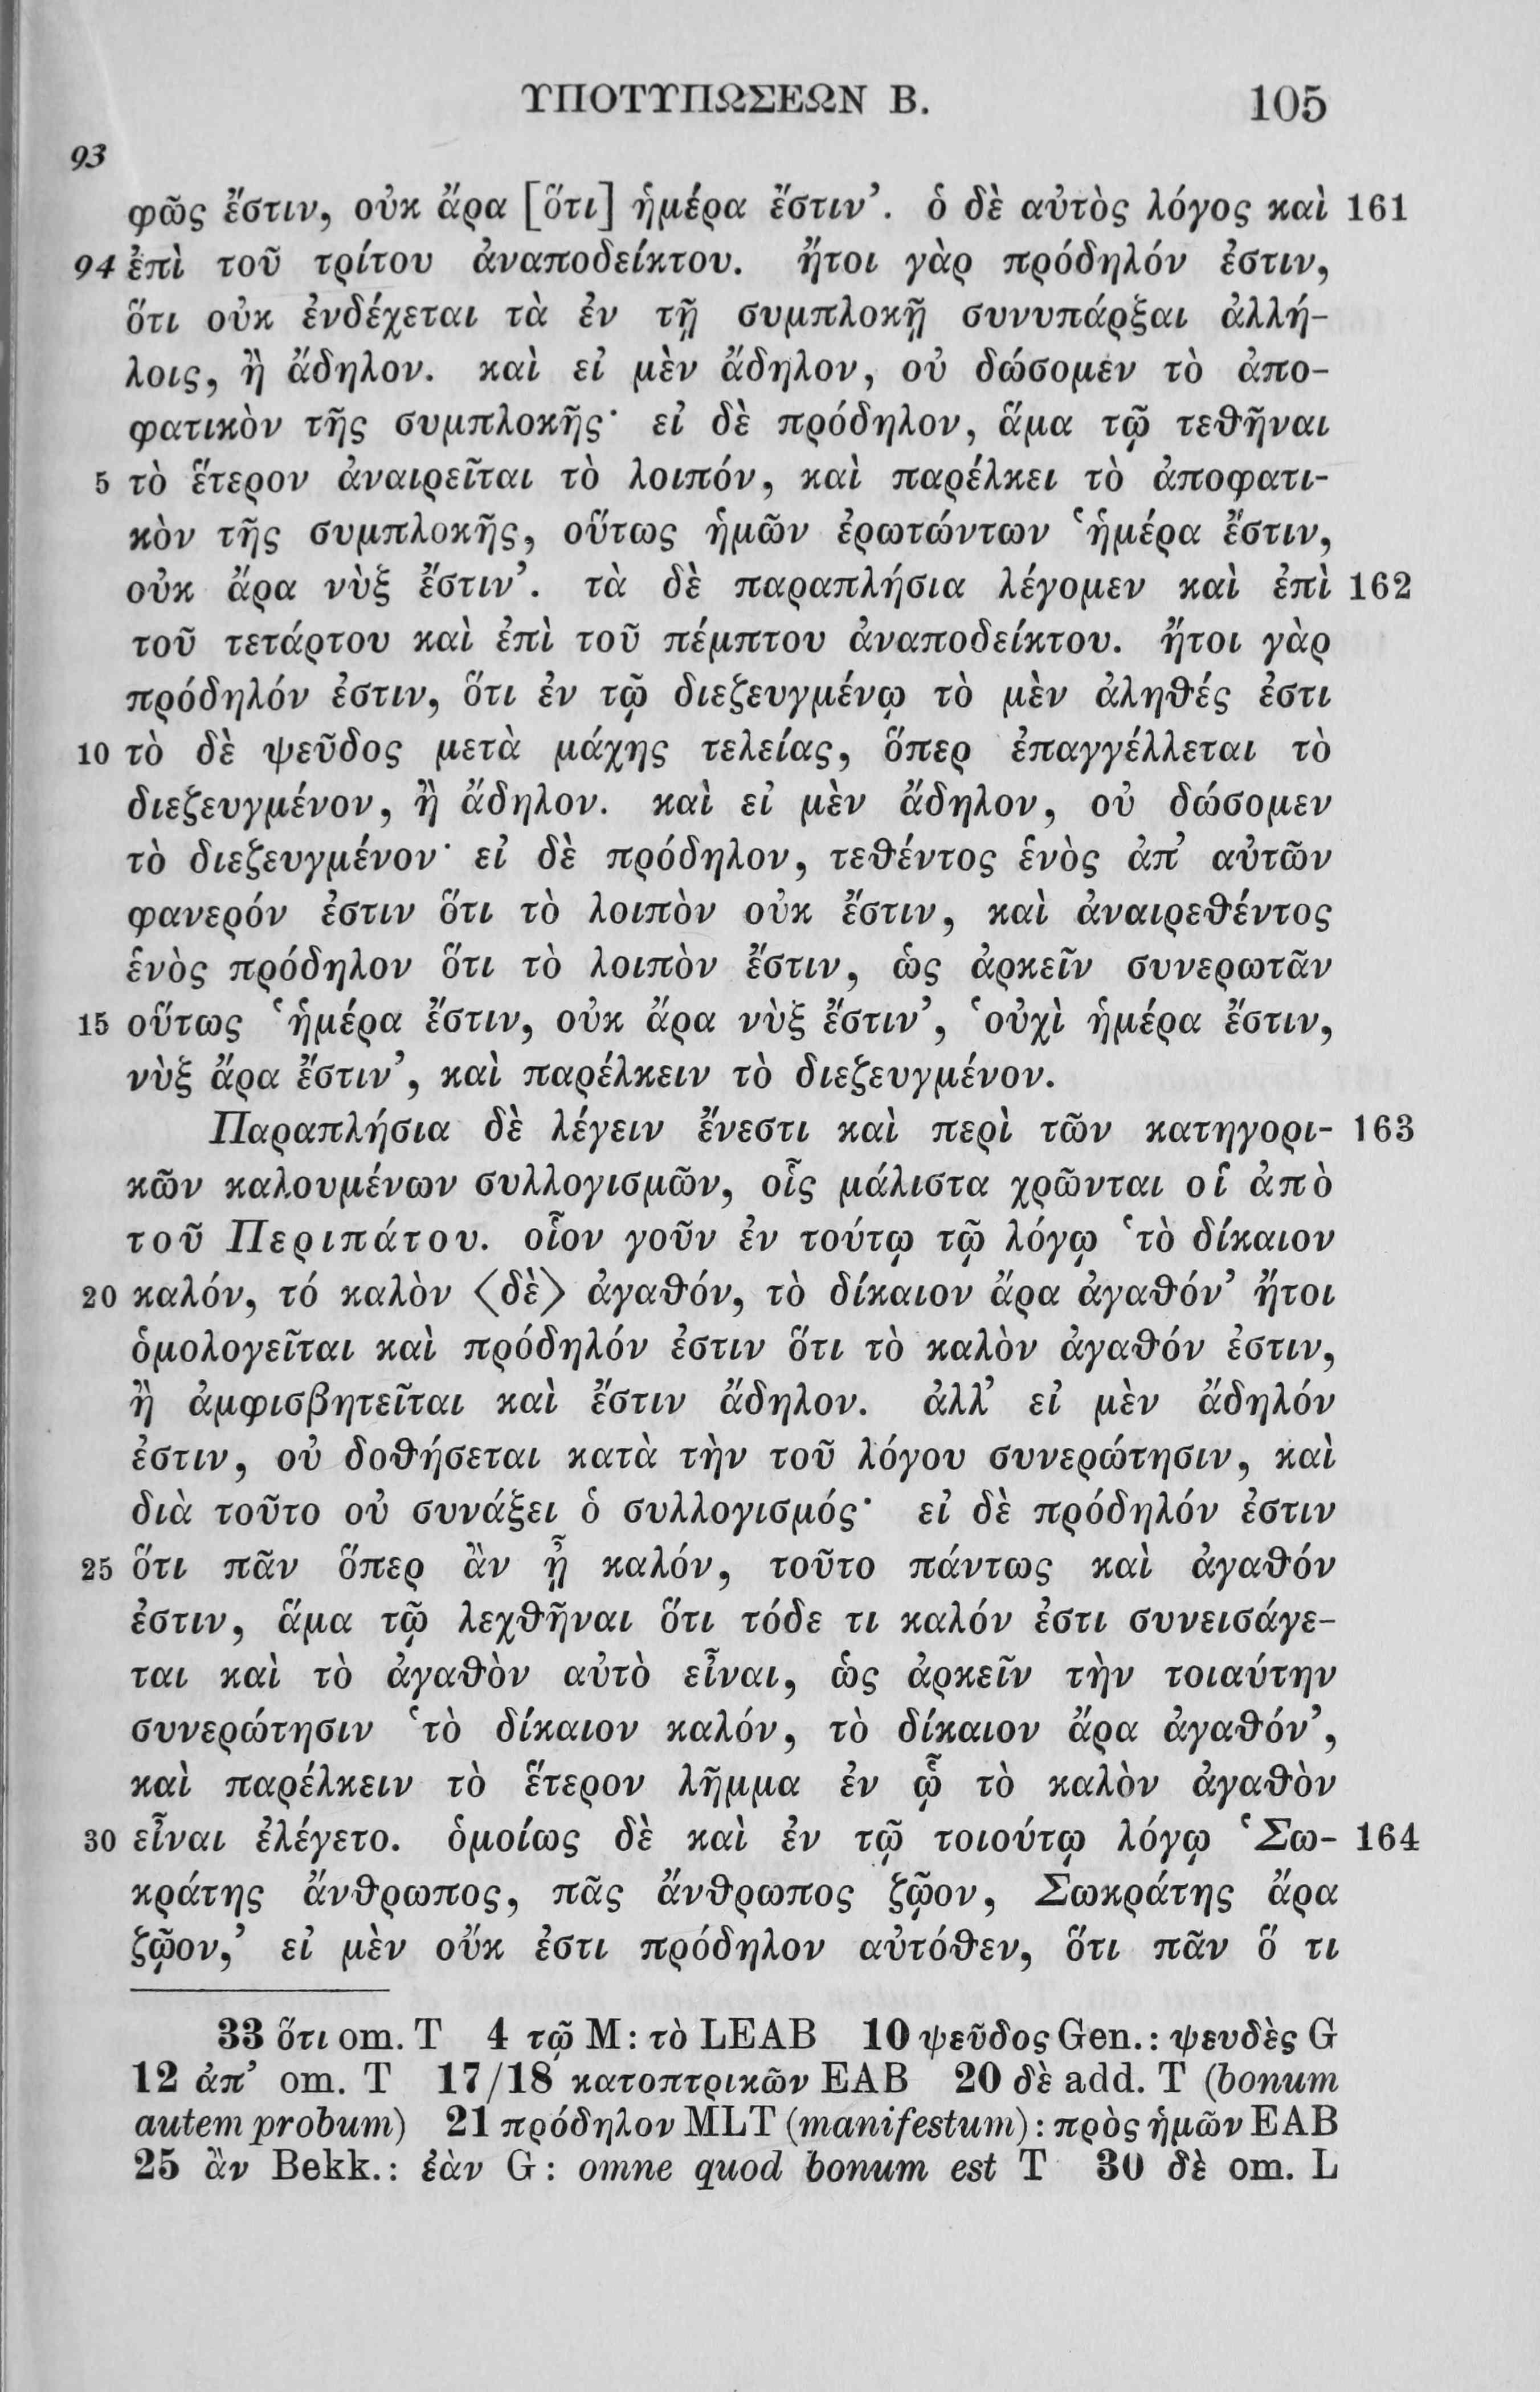 ΥΠΟΤΥΠΩΣΕΩΝ Β. 105
93
φῶς ἔστιν, οὐκ ἄρα [ὅτι] ἡμέρα ἔστιν’. ὁ δὲ αὐτὸς λόγος καὶ 161
94 ἐπὶ τοῦ τρίτου ἀναποδείκτου. ἤτοι γὰρ πρόδηλόν ἐστιν,
ὅτι οὐκ ἐνδέχεται τὰ ἐν τῇ συμπλοκῇ συνυπάρξαι ἀλλή-
λοις, ἢ ἄδηλον. καὶ εἰ μὲν ἄδηλον, οὐ δώσομεν τὸ ἀπο-
φατικὸν τῆς συμπλοκῆς· εἰ δὲ πρόδηλον, ἅμα τῷ τεθῆναι
5 τὸ ἕτερον ἀναιρεῖται τὸ λοιπόν, καὶ παρέλκει τὸ ἀποφατι-
κὸν τῆς συμπλοκῆς, οὕτως ἡμῶν ἐρωτώντων ‘ἡμέρα ἔστιν,
οὐκ ἄρα νὺξ ἔστιν’. τὰ δὲ παραπλήσια λέγομεν καὶ ἐπὶ 162
τοῦ τετάρτου καὶ ἐπὶ τοῦ πέμπτου ἀναποδείκτου. ἤτοι γὰρ
πρόδηλόν ἐστιν, ὅτι ἐν τῷ διεζευγμένῳ τὸ μὲν ἀληθές ἐστι
10 τὸ δὲ ψεῦδος μετὰ μάχης τελείας, ὅπερ ἐπαγγέλλεται τὸ
διεζευγμένον, ἢ ἄδηλον. καὶ εἰ μὲν ἄδηλον, οὐ δώσομεν
τὸ διεζευγμένον· εἰ δὲ πρόδηλον, τεθέντος ἑνὸς ἀπ’ αὐτῶν
φανερόν ἐστιν ὅτι τὸ λοιπὸν οὐκ ἔστιν, καὶ ἀναιρεθέντος
ἑνὸς πρόδηλον ὅτι τὸ λοιπὸν ἔστιν, ὡς ἀρκεῖν συνερωτᾶν
15 οὕτως ‘ἡμέρα ἔστιν, οὐκ ἄρα νὺξ ἔστιν’, ‘οὐχὶ ἡμέρα ἔστιν,
νὺξ ἄρα ἔστιν’, καὶ παρέλκειν τὸ διεζευγμένον.
Παραπλήσια δὲ λέγειν ἔνεστι καὶ περὶ τῶν κατηγορι- 163
κῶν καλουμένων συλλογισμῶν, οἷς μάλιστα χρῶνται οἱ ἀπὸ
τοῦ Περιπάτου. οἷον γοῦν ἐν τούτῳ τῷ λόγῳ ‘τὸ δίκαιον
20 καλόν, τό καλὸν ⟨δὲ⟩ ἀγαθόν, τὸ δίκαιον ἄρα ἀγαθόν’ ἤτοι
ὁμολογεῖται καὶ πρόδηλόν ἐστιν ὅτι τὸ καλὸν ἀγαθόν ἐστιν,
ἢ ἀμφισβητεῖται καὶ ἔστιν ἄδηλον. ἀλλ’ εἰ μὲν ἄδηλόν
ἐστιν, οὐ δοθήσεται κατὰ τὴν τοῦ λόγου συνερώτησιν, καὶ
διὰ τοῦτο οὐ συνάξει ὁ συλλογισμός· εἰ δὲ πρόδηλόν ἐστιν
25 ὅτι πᾶν ὅπερ ἂν ᾖ καλόν, τοῦτο πάντως καὶ ἀγαθόν
ἐστιν, ἅμα τῷ λεχθῆναι ὅτι τόδε τι καλόν ἐστι συνεισάγε-
ται καὶ τὸ ἀγαθὸν αὐτὸ εἶναι, ὡς ἀρκεῖν τὴν τοιαύτην
συνερώτησιν ‘τὸ δίκαιον καλόν, τὸ δίκαιον ἄρα ἀγαθόν’,
καὶ παρέλκειν τὸ ἕτερον λῆμμα ἐν ᾧ τὸ καλὸν ἀγαθὸν
30 εἶναι ἐλέγετο. ὁμοίως δὲ καὶ ἐν τῷ τοιούτῳ λόγῳ ‘Σω- 164
κράτης ἄνθρωπος, πᾶς ἄνθρωπος ζῷον, Σωκράτης ἄρα
ζῷον,’ εἰ μὲν οὔκ ἐστι πρόδηλον αὐτόθεν, ὅτι πᾶν ὅ τι
33 ὅτι om. T 4 τῷ M: τὸ LEAB 10 ψεῦδος Gen.: ψευδὲς G
12 ἀπ’ om. T 17/18 κατοπτρικῶν EAB 20 δὲ add. T (bonum
autem probum) 21 πρόδηλον MLT (manifestum): πρὸς ἡμῶν EAB
25 ἂν Bekk.: ἐὰν G: omne quod bonum est T 30 δὲ om. L